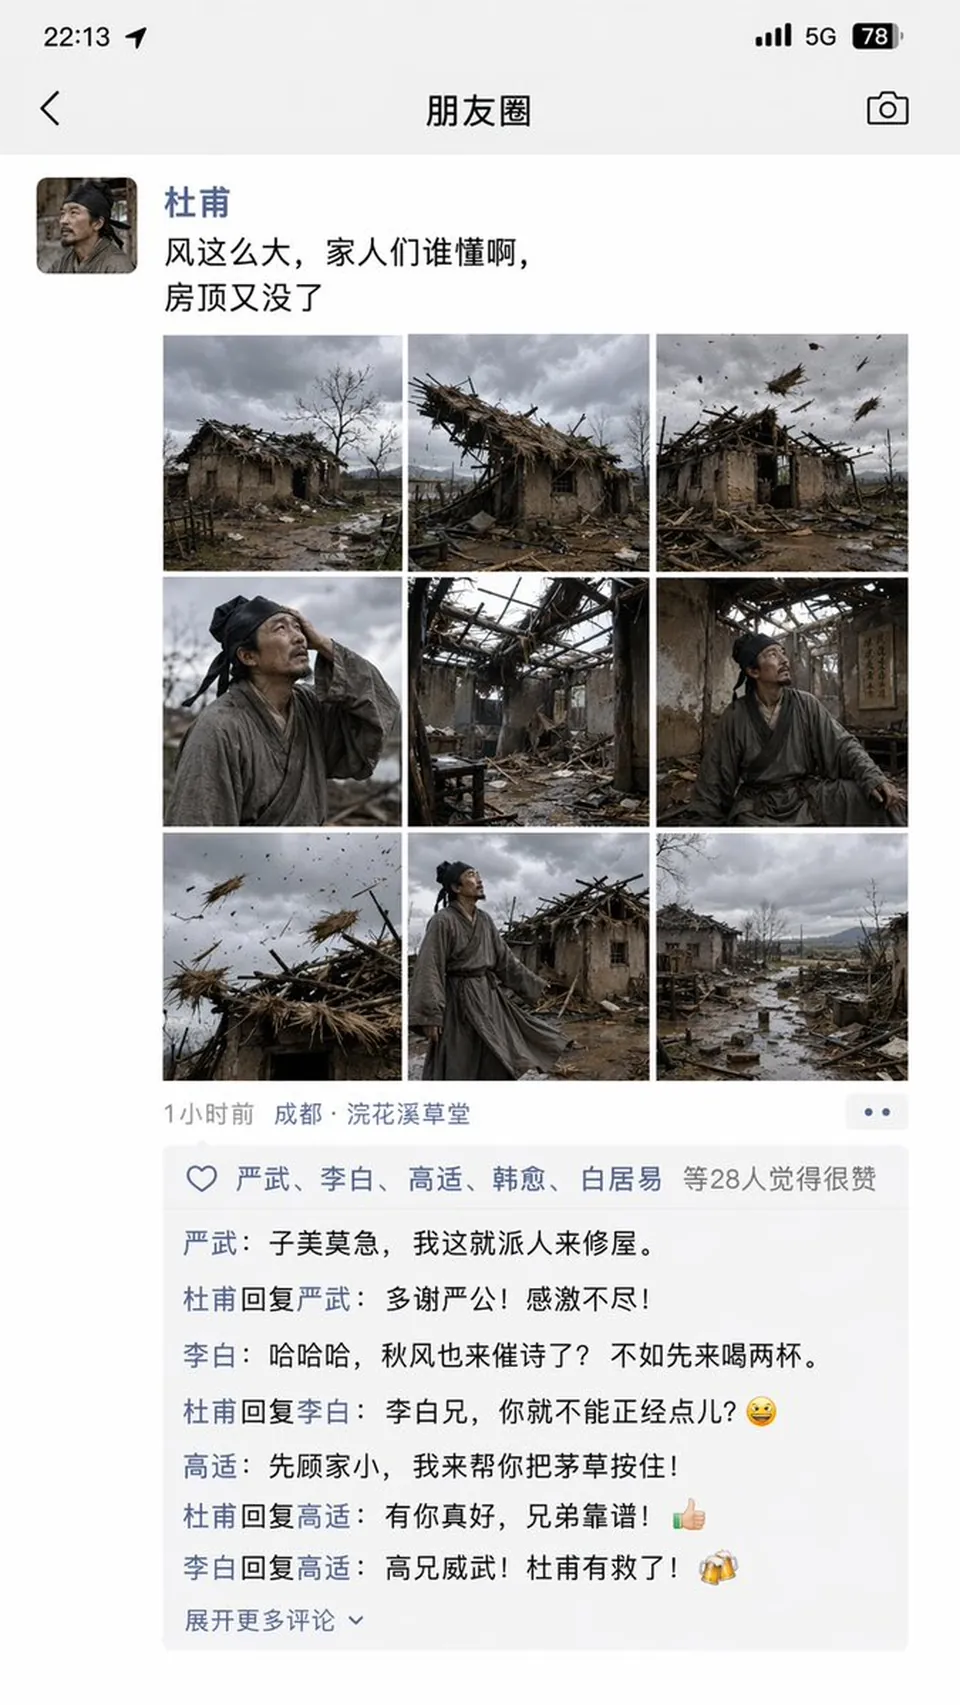 22:13
5G
78
朋友圈
杜甫
风这么大，家人们谁懂啊，
房顶又没了
1小时前 成都·浣花溪草堂
严武、李白、高适、韩愈、白居易 等28人觉得很赞
严武：子美莫急，我这就派人来修屋。
杜甫回复严武：多谢严公！感激不尽！
李白：哈哈哈，秋风也来催诗了？不如先来喝两杯。
杜甫回复李白：李白兄，你就不能正经点儿？😆
高适：先顾家小，我来帮你把茅草按住！
杜甫回复高适：有你真好，兄弟靠谱！👍
李白回复高适：高兄威武！杜甫有救了！🍻
展开更多评论